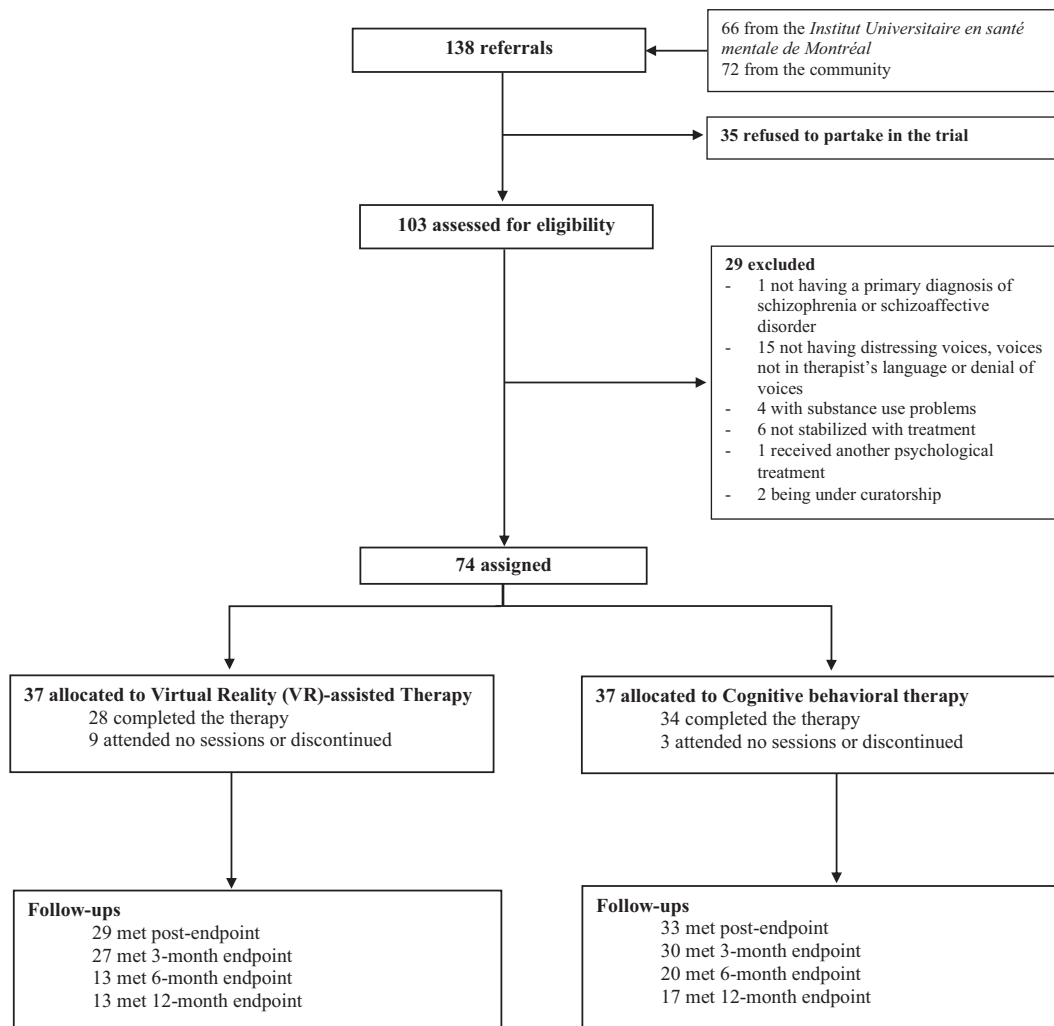 138 referrals
66 from the Institut Universitaire en santé
mentale de Montréal
72 from the community
35 refused to partake in the trial
103 assessed for eligibility
29 excluded
- 1 not having a primary diagnosis of
schizophrenia or schizoaffective
disorder
- 15 not having distressing voices, voices
not in therapist's language or denial of
voices
- 4 with substance use problems
- 6 not stabilized with treatment
- 1 received another psychological
treatment
- 2 being under curatorship
74 assigned
37 allocated to Virtual Reality (VR)-assisted Therapy
28 completed the therapy
9 attended no sessions or discontinued
37 allocated to Cognitive behavioral therapy
34 completed the therapy
3 attended no sessions or discontinued
Follow-ups
29 met post-endpoint
27 met 3-month endpoint
13 met 6-month endpoint
13 met 12-month endpoint
Follow-ups
33 met post-endpoint
30 met 3-month endpoint
20 met 6-month endpoint
17 met 12-month endpoint